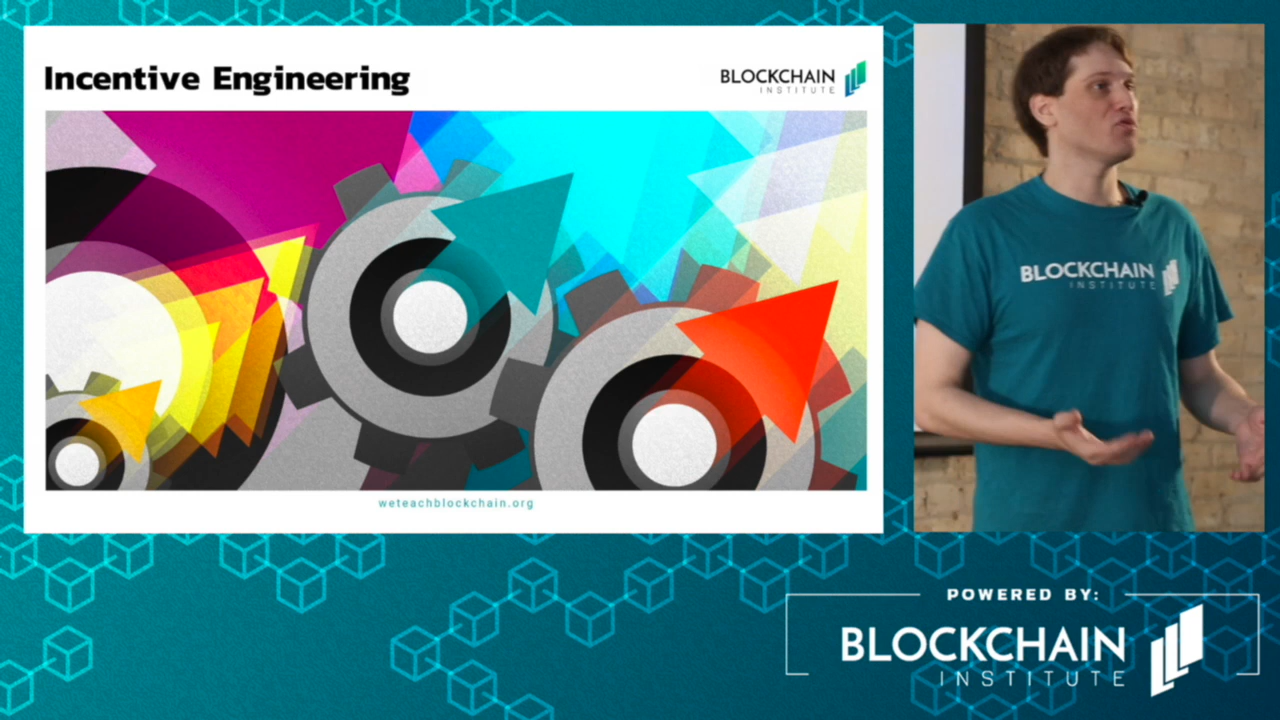 Incentive Engineering
BLOCKCHAIN
INSTITUTE
weteachblockchain.org
BLOCKCHAIN
INSTITUTE
POWERED BY:
BLOCKCHAIN
INSTITUTE